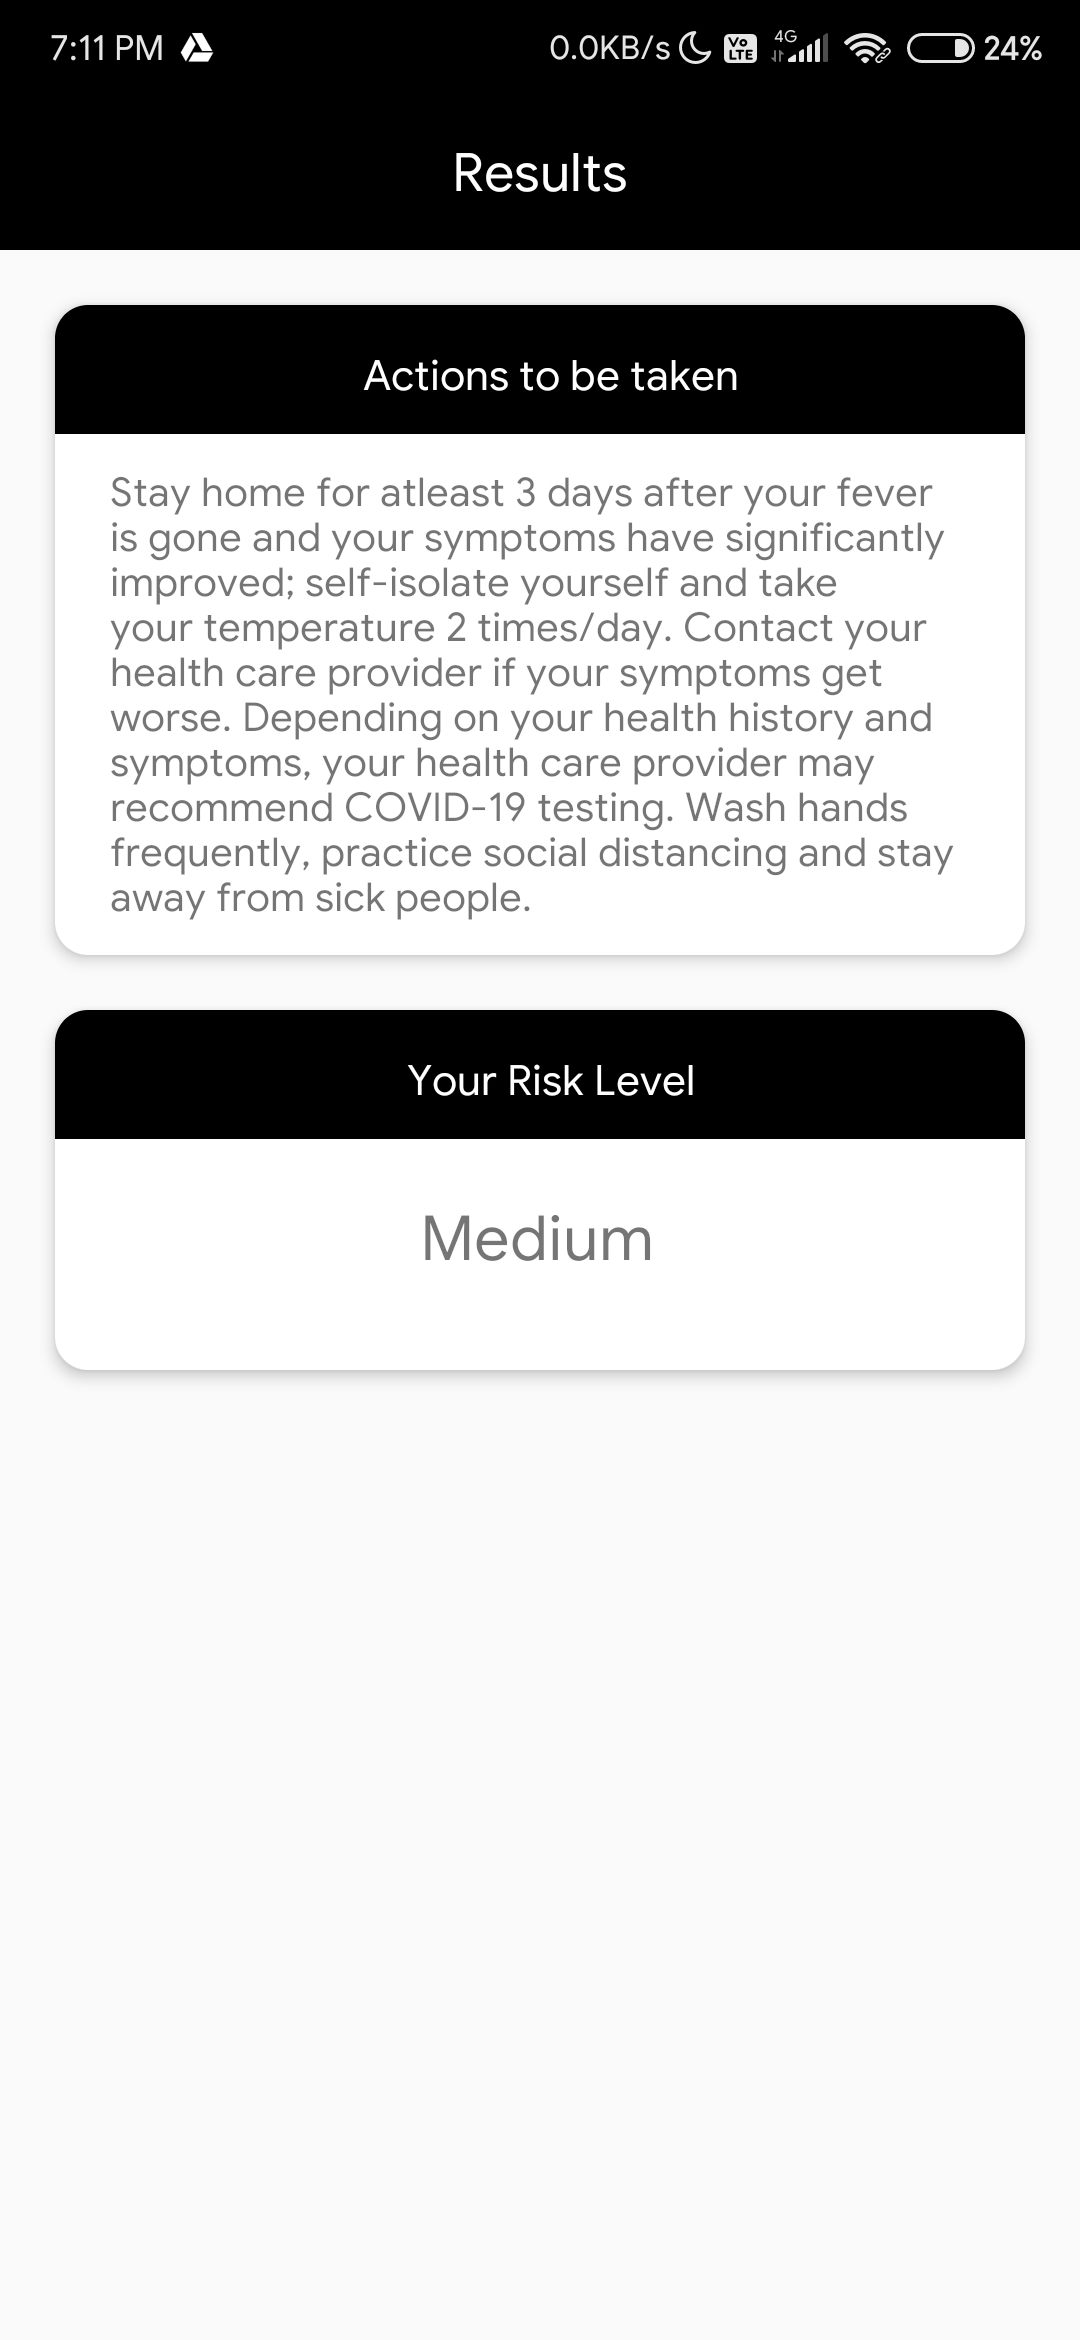 7:11 PM 0.0KB/s Vo LTE 4G 24%
Results
Actions to be taken
Stay home for atleast 3 days after your fever
is gone and your symptoms have significantly
improved; self-isolate yourself and take
your temperature 2 times/day. Contact your
health care provider if your symptoms get
worse. Depending on your health history and
symptoms, your health care provider may
recommend COVID-19 testing. Wash hands
frequently, practice social distancing and stay
away from sick people.
Your Risk Level
Medium